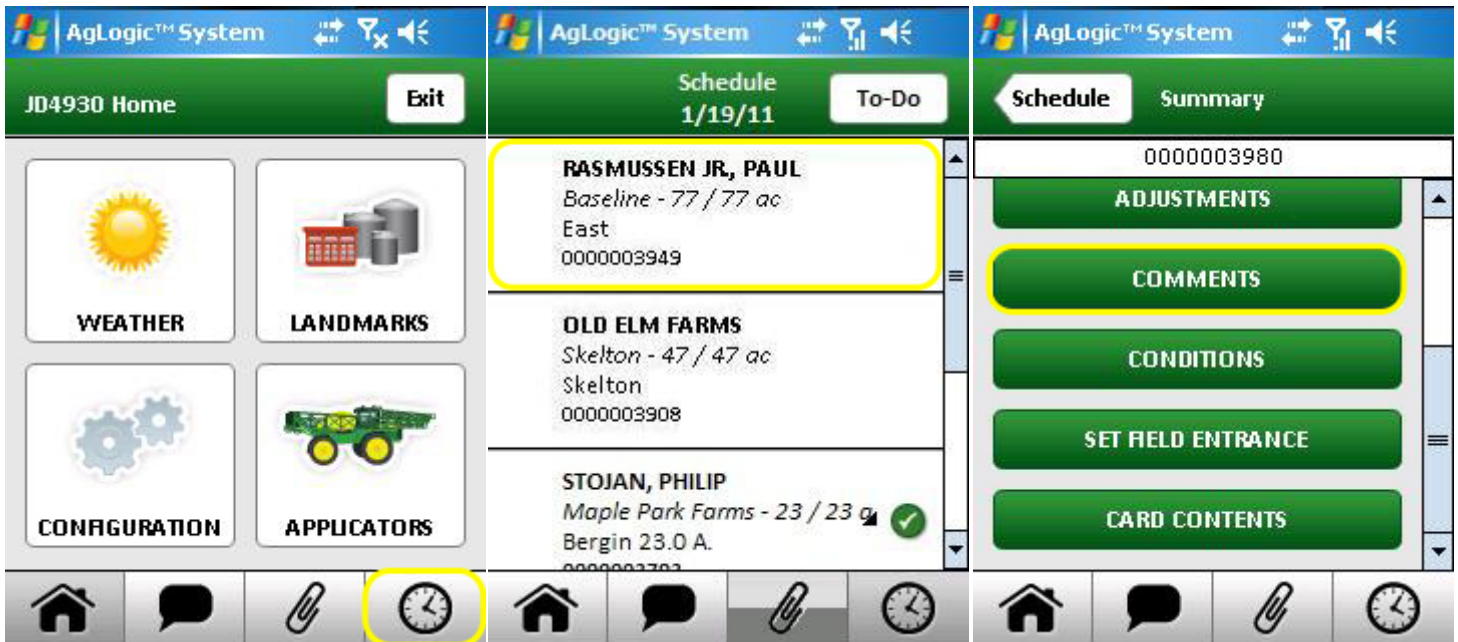 AgLogic™ System
JD4930 Home
Exit
WEATHER
LANDMARKS
CONFIGURATION
APPLICATORS
AgLogic™ System
Schedule
1/19/11
To-Do
RASMUSSEN JR., PAUL
Baseline - 77 / 77 ac
East
0000003949
OLD ELM FARMS
Skelton - 47 / 47 ac
Skelton
0000003908
STOJAN, PHILIP
Maple Park Farms - 23 / 23
Bergin 23.0 A.
AgLogic™ System
Schedule
Summary
0000003980
ADJUSTMENTS
COMMENTS
CONDITIONS
SET FIELD ENTRANCE
CARD CONTENTS